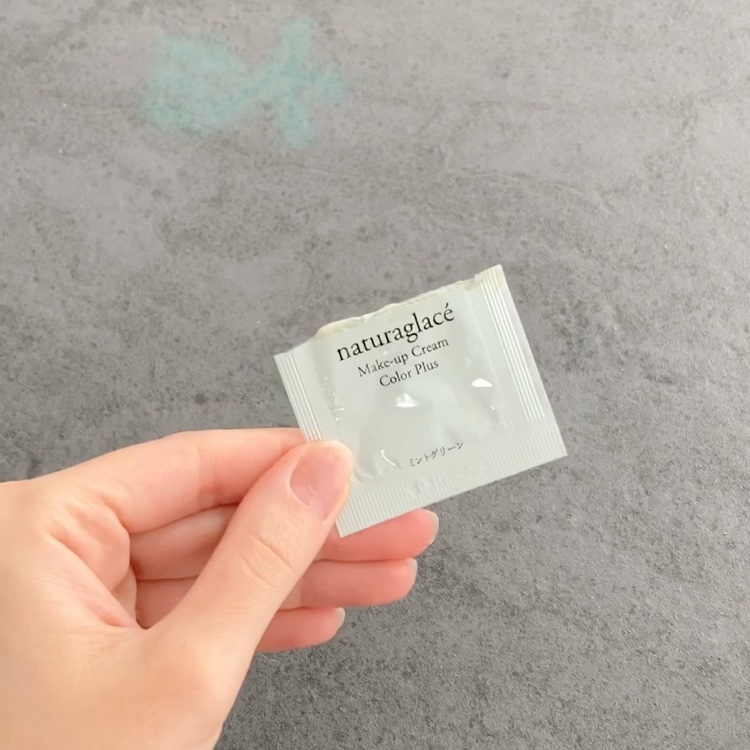 naturaglacé
Make-up Cream
Color Plus
ミントグリーン